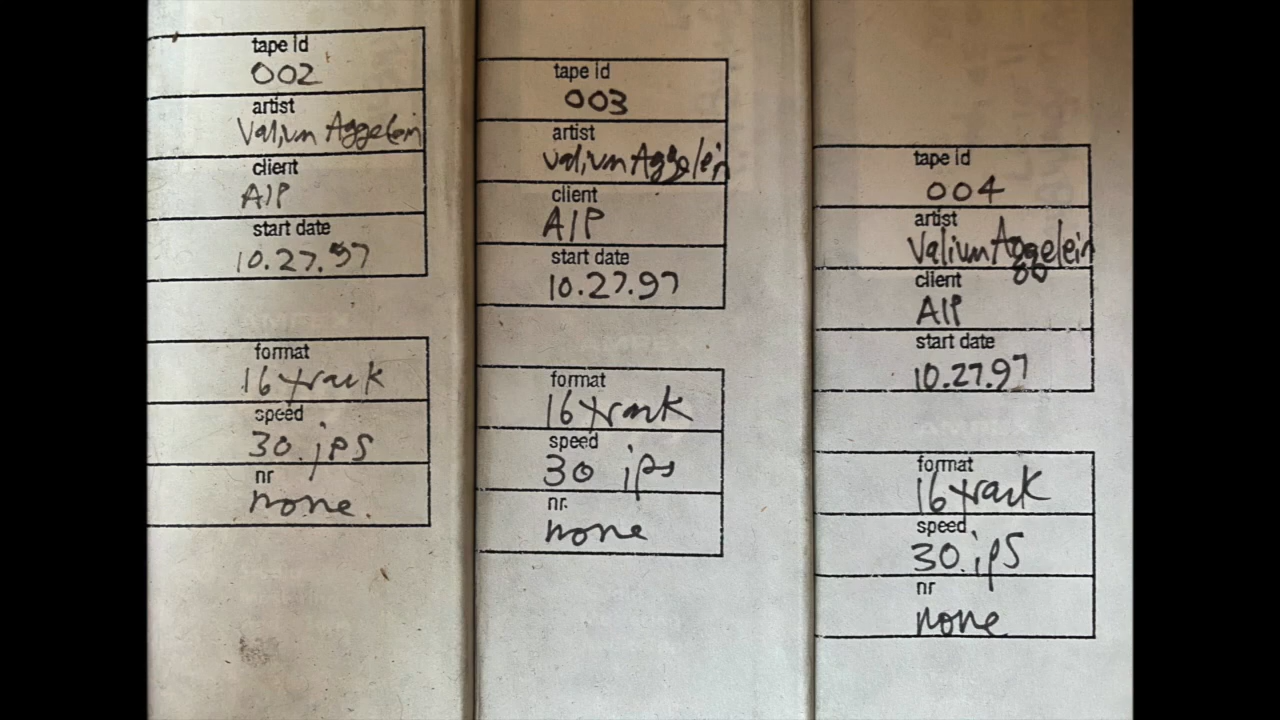 tape id
002
artist
Valium Aggelein
client
AIP
start date
10.27.97
format
16 track
speed
30.ips
nr
none.
tape id
003
artist
Valium Aggelein
client
AIP
start date
10.27.97
format
16 track
speed
30 ips
nr.
none
tape id
004
artist
Valium Aggelein
client
AIP
start date
10.27.97
format
16 track
speed
30.ips
nr
none